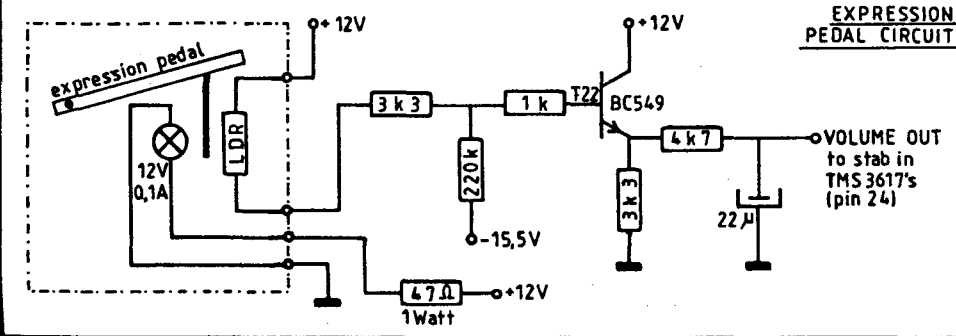 EXPRESSION
PEDAL CIRCUIT
+12V
+12V
expression pedal
LDR
12V
0,1A
3k3
1k
T22
BC549
220k
-15,5V
4k7
3k3
22µ
VOLUME OUT
to stab in
TMS 3617's
(pin 24)
47Ω
1Watt
+12V